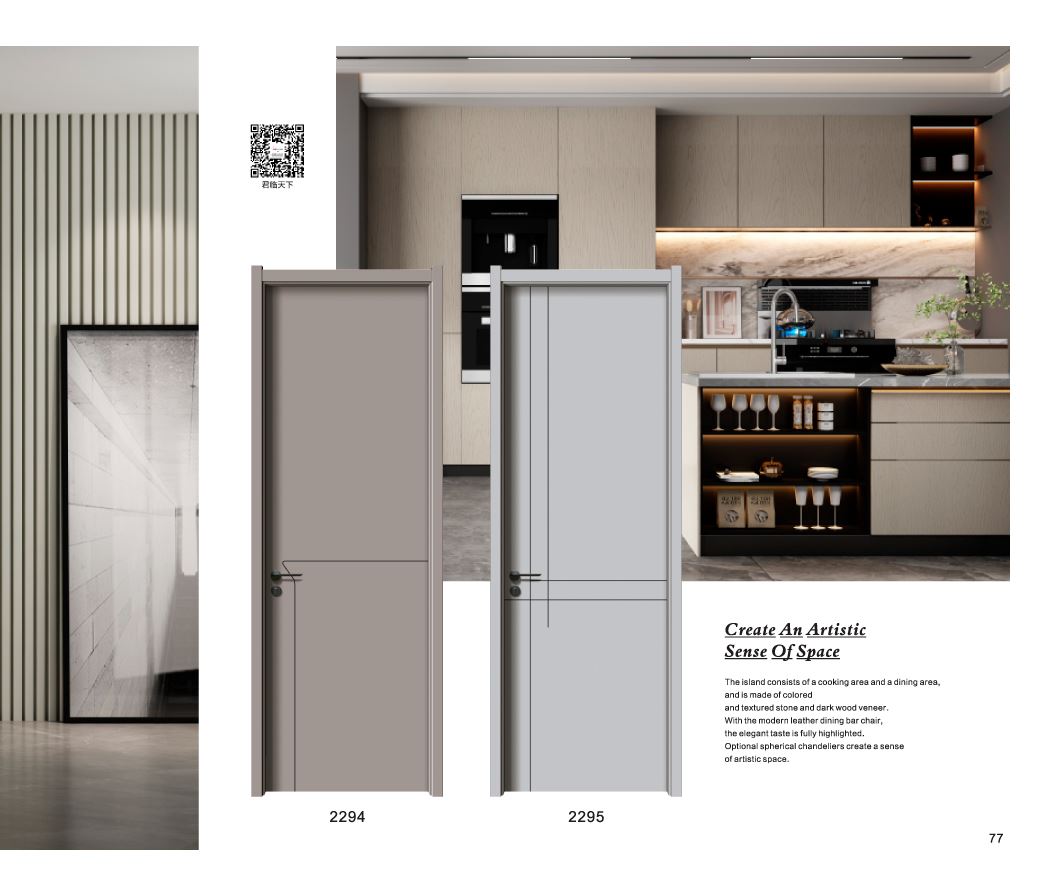 君临天下
Create An Artistic
Sense Of Space
The island consists of a cooking area and a dining area,
and is made of colored
and textured stone and dark wood veneer.
With the modern leather dining bar chair,
the elegant taste is fully highlighted.
Optional spherical chandeliers create a sense
of artistic space.
2294
2295
77